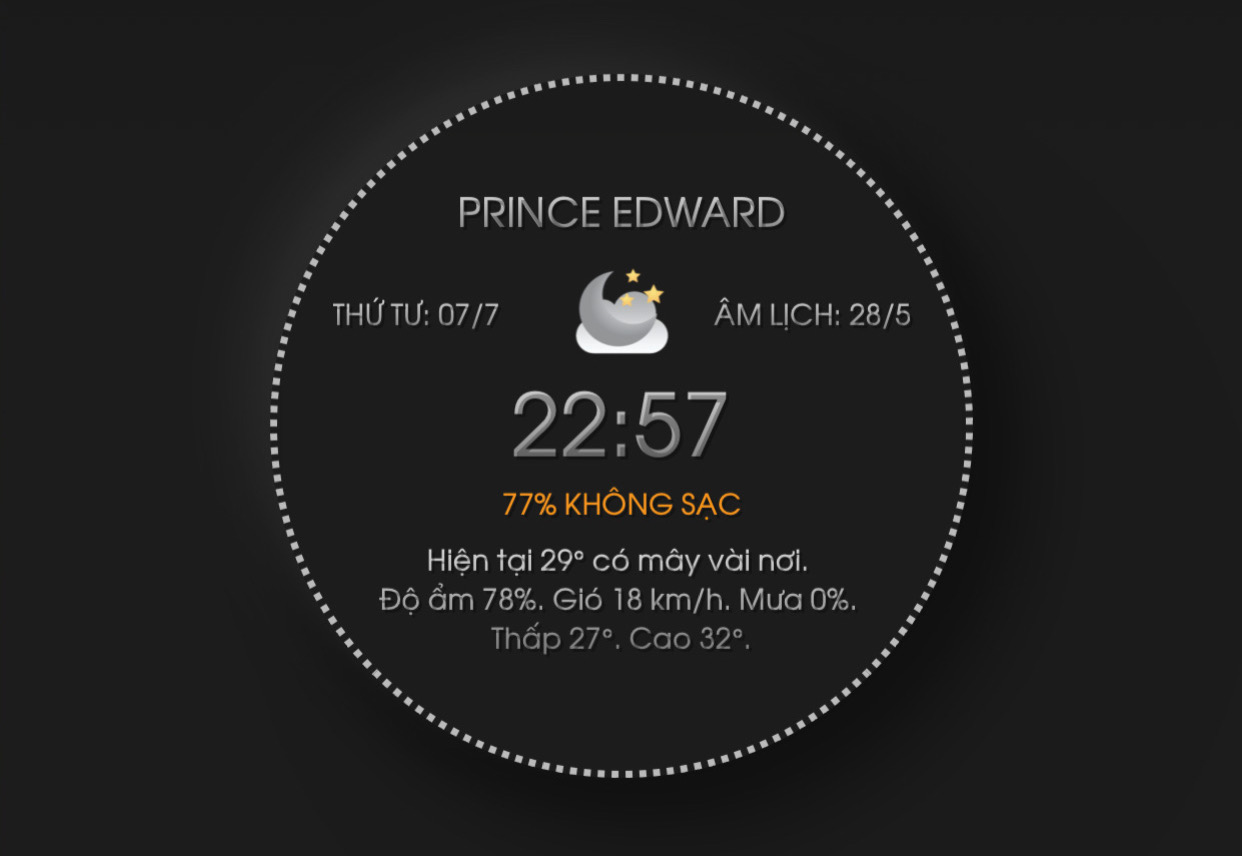 PRINCE EDWARD
THỨ TƯ: 07/7
ÂM LỊCH: 28/5
22:57
77% KHÔNG SẠC
Hiện tại 29° có mây vài nơi.
Độ ẩm 78%. Gió 18 km/h. Mưa 0%.
Thấp 27°. Cao 32°.